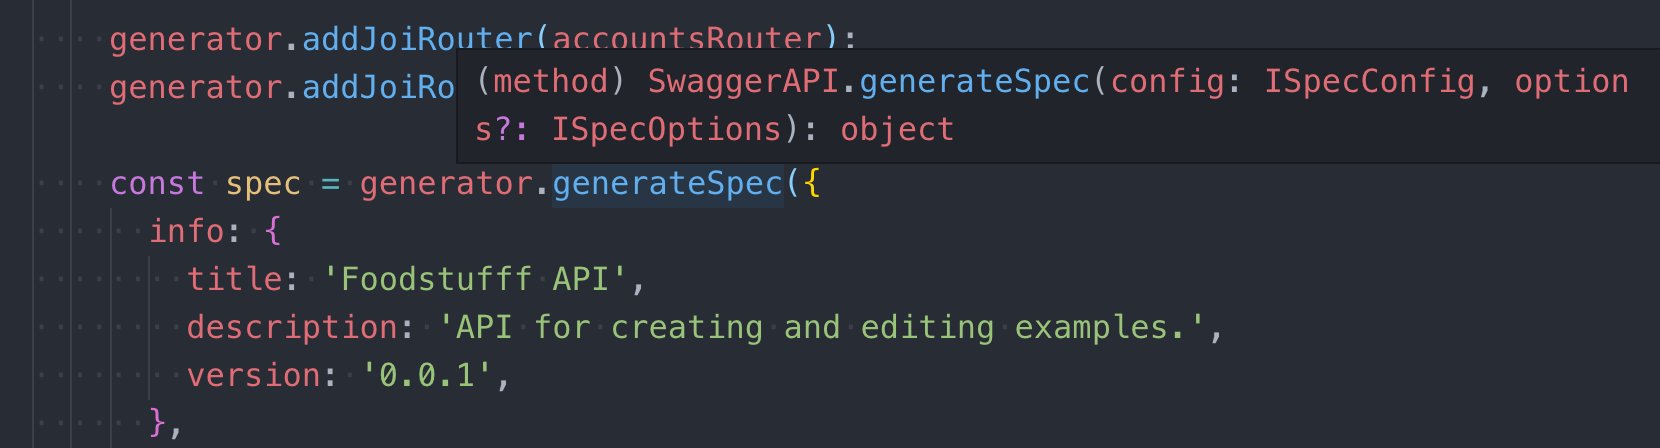 generator.addJoiRouter(accountsRouter);
generator.addJoiRo
(method) SwaggerAPI.generateSpec(config: ISpecConfig, option
s?: ISpecOptions): object
const spec = generator.generateSpec({
info: {
title: 'Foodstufff API',
description: 'API for creating and editing examples.',
version: '0.0.1',
},